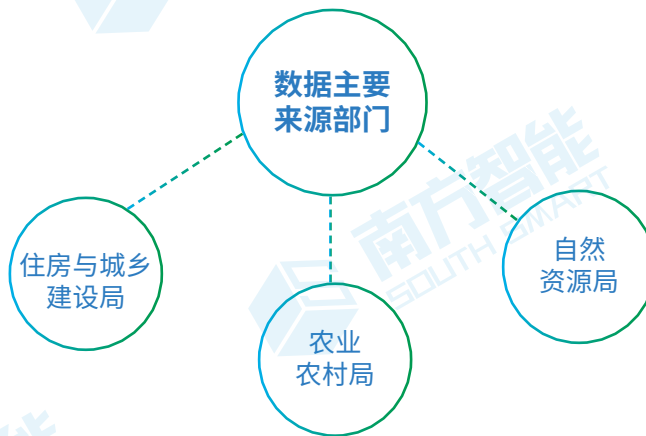 数据主要
来源部门
住房与城乡
建设局
农业
农村局
自然
资源局
南方智能
SOUTH SMART